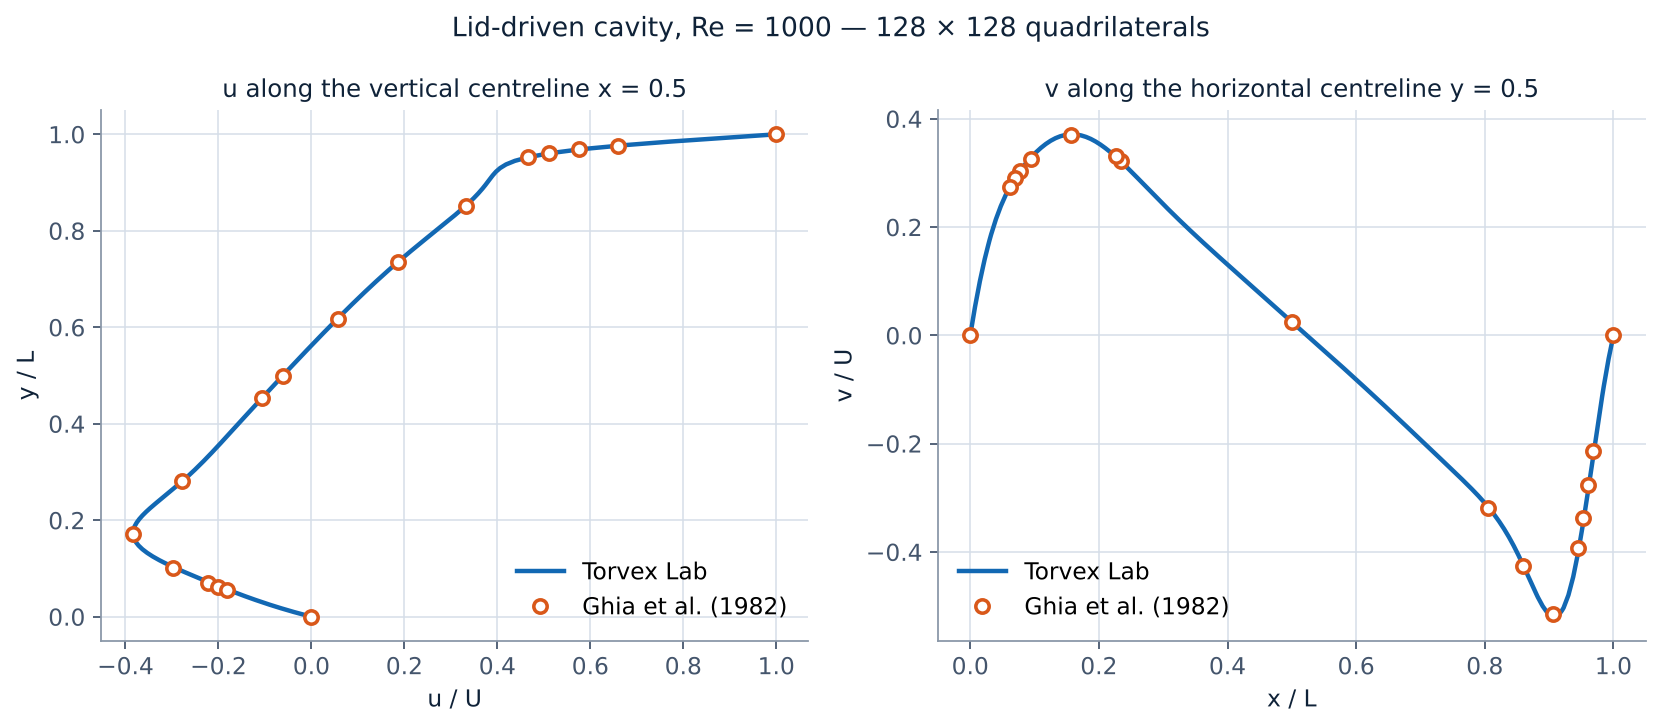 Lid-driven cavity, Re = 1000 — 128 × 128 quadrilaterals
u along the vertical centreline x = 0.5
y / L
1.0
0.8
0.6
0.4
0.2
0.0
Torvex Lab
Ghia et al. (1982)
−0.4 −0.2 0.0 0.2 0.4 0.6 0.8 1.0
u / U
v along the horizontal centreline y = 0.5
v / U
0.4
0.2
0.0
−0.2
−0.4
Torvex Lab
Ghia et al. (1982)
0.0 0.2 0.4 0.6 0.8 1.0
x / L